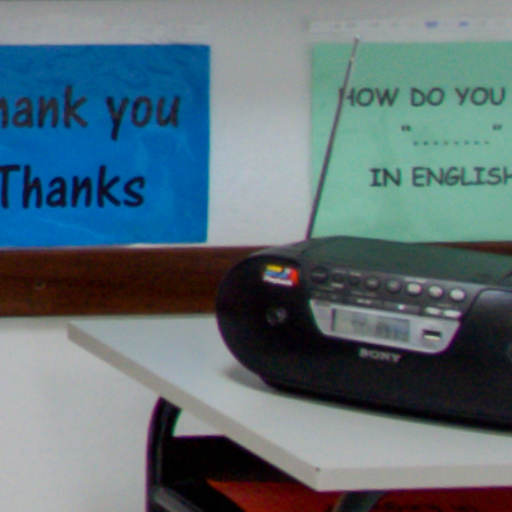 hank you
Thanks
HOW DO YOU
"........"
IN ENGLISH
SONY